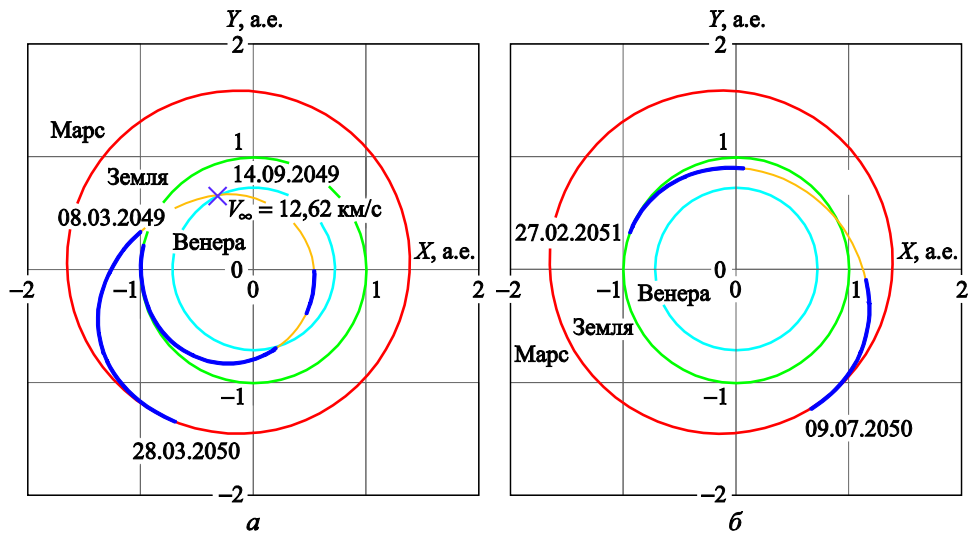 Y, а.е.
2
Марс
1
Земля
14.09.2049
08.03.2049
V∞ = 12,62 км/с
Венера
X, а.е.
0
–2
–1
0
1
2
–1
28.03.2050
–2
а
Y, а.е.
2
1
27.02.2051
X, а.е.
0
–2
–1
Венера
0
1
2
Земля
Марс
–1
09.07.2050
–2
б